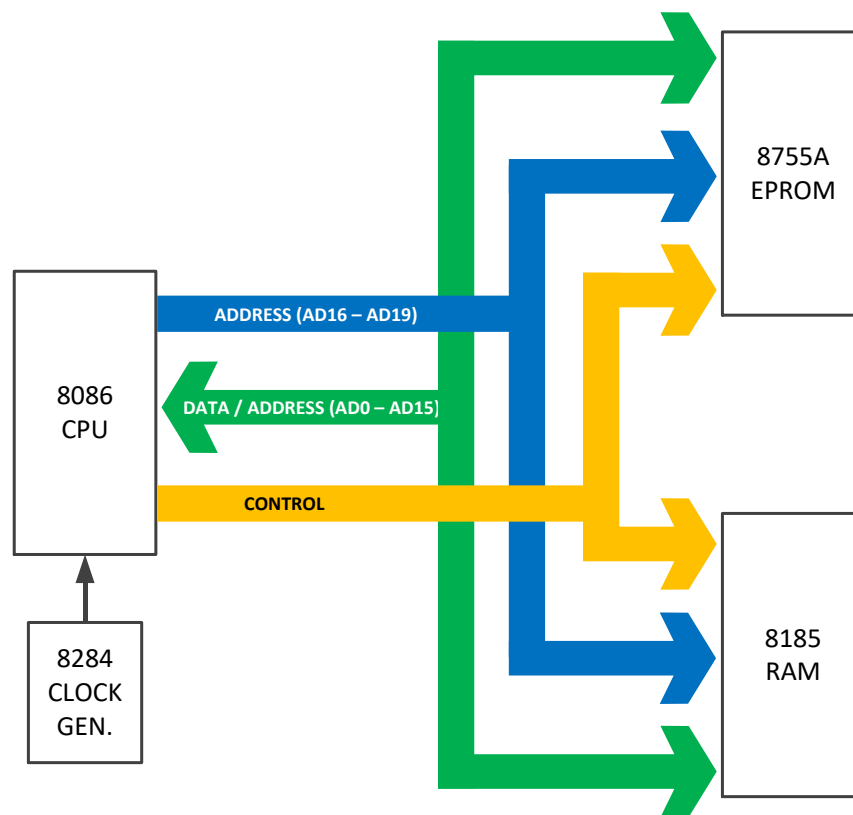 8755A
EPROM
ADDRESS (AD16 – AD19)
8086
CPU
DATA / ADDRESS (AD0 – AD15)
CONTROL
8284
CLOCK
GEN.
8185
RAM